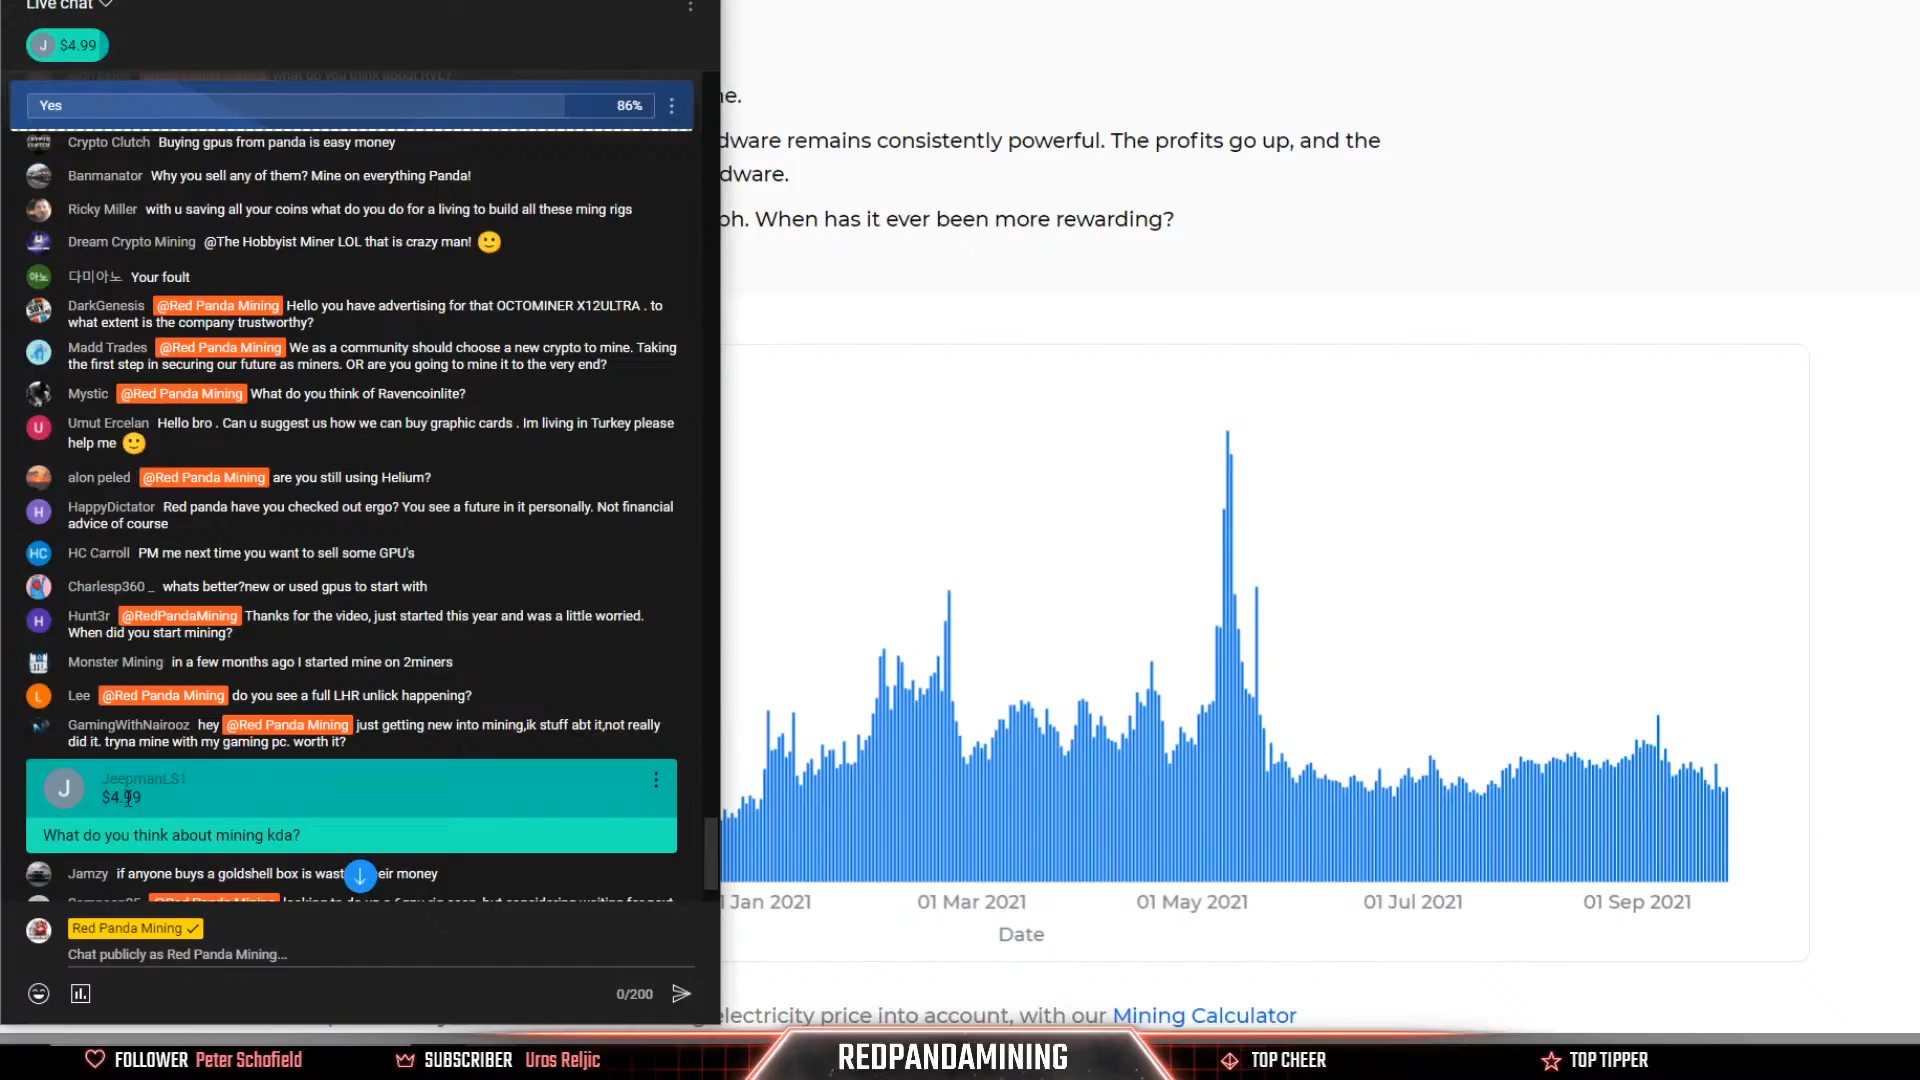 Live chat
J $4.99
Yes 86%
Crypto Clutch Buying gpus from panda is easy money
Banmanator Why you sell any of them? Mine on everything Panda!
Ricky Miller with u saving all your coins what do you do for a living to build all these ming rigs
Dream Crypto Mining @The Hobbyist Miner LOL that is crazy man!
아노 다미아노 Your foult
DarkGenesis @Red Panda Mining Hello you have advertising for that OCTOMINER X12ULTRA . to
what extent is the company trustworthy?
Madd Trades @Red Panda Mining We as a community should choose a new crypto to mine. Taking
the first step in securing our future as miners. OR are you going to mine it to the very end?
Mystic @Red Panda Mining What do you think of Ravencoinlite?
U Umut Ercelan Hello bro . Can u suggest us how we can buy graphic cards . Im living in Turkey please
help me
alon peled @Red Panda Mining are you still using Helium?
H HappyDictator Red panda have you checked out ergo? You see a future in it personally. Not financial
advice of course
HC HC Carroll PM me next time you want to sell some GPU's
Charlesp360 _ whats better?new or used gpus to start with
H Hunt3r @RedPandaMining Thanks for the video, just started this year and was a little worried.
When did you start mining?
Monster Mining in a few months ago I started mine on 2miners
L Lee @Red Panda Mining do you see a full LHR unlick happening?
GamingWithNairooz hey @Red Panda Mining just getting new into mining,ik stuff abt it,not really
did it. tryna mine with my gaming pc. worth it?
J JeepmanLS1
$4.99
What do you think about mining kda?
Jamzy if anyone buys a goldshell box is wast eir money
@Red Panda Mining
Red Panda Mining
Chat publicly as Red Panda Mining...
0/200
ne.
dware remains consistently powerful. The profits go up, and the
dware.
ph. When has it ever been more rewarding?
Jan 2021 01 Mar 2021 01 May 2021 01 Jul 2021 01 Sep 2021
Date
electricity price into account, with our Mining Calculator
FOLLOWER Peter Schofield SUBSCRIBER Uros Reljic REDPANDAMINING TOP CHEER TOP TIPPER